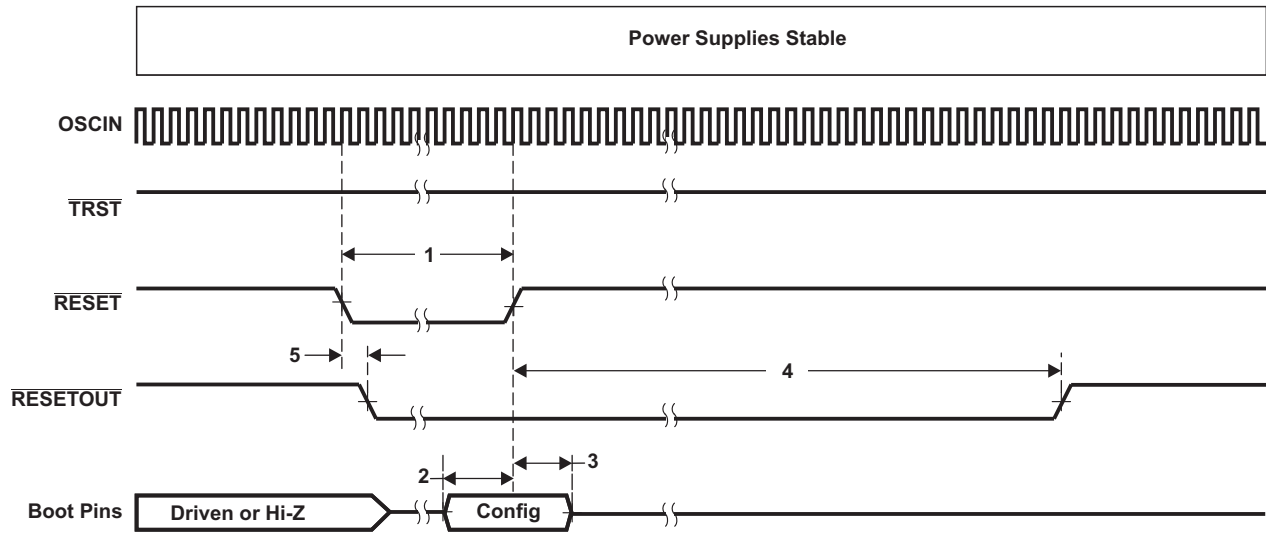 Power Supplies Stable
OSCIN
TRST
1
RESET
5
4
RESETOUT
2
3
Boot Pins
Driven or Hi-Z
Config